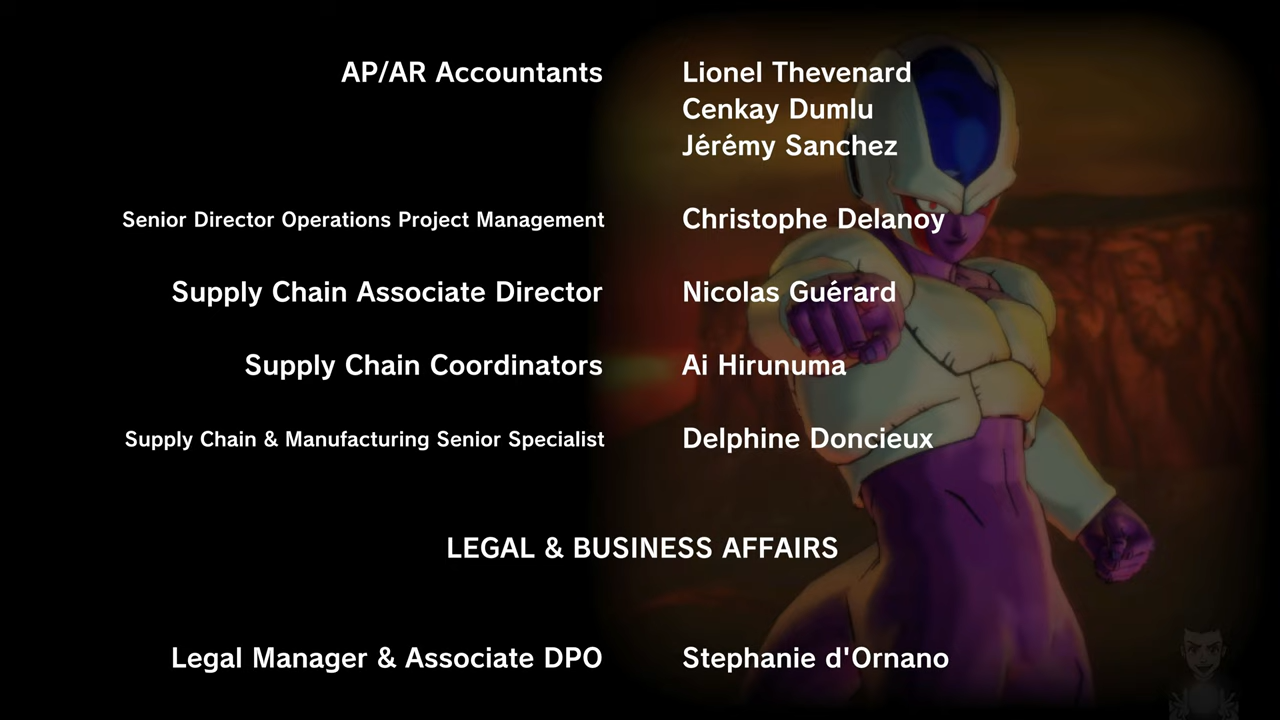 AP/AR Accountants Lionel Thevenard
Cenkay Dumlu
Jérémy Sanchez
Senior Director Operations Project Management Christophe Delanoy
Supply Chain Associate Director Nicolas Guérard
Supply Chain Coordinators Ai Hirunuma
Supply Chain & Manufacturing Senior Specialist Delphine Doncieux
LEGAL & BUSINESS AFFAIRS
Legal Manager & Associate DPO Stephanie d'Ornano